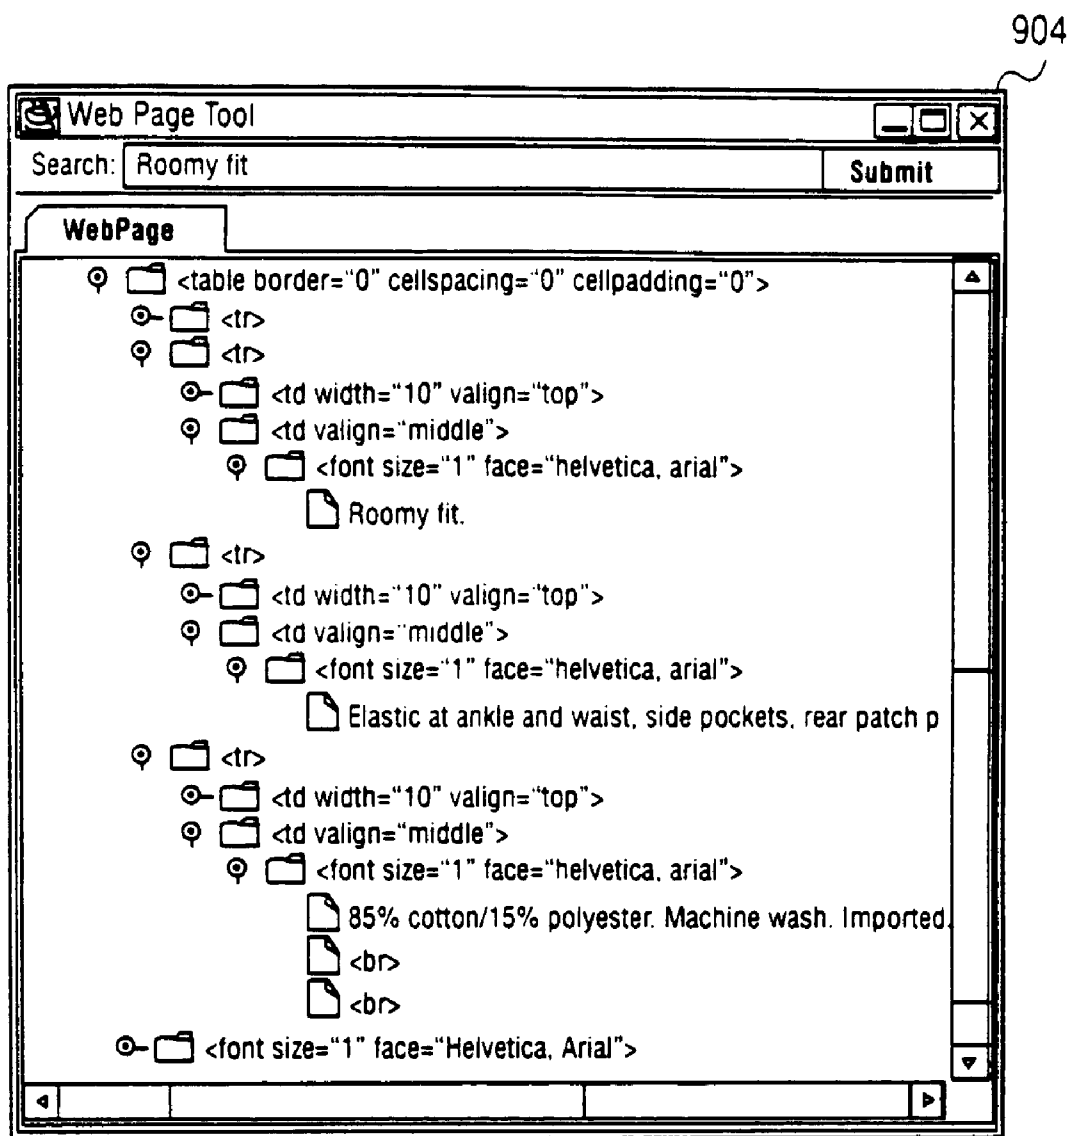 904
Web Page Tool
Search: Roomy fit Submit
WebPage
<table border="0" cellspacing="0" cellpadding="0">
<tr>
<tr>
<td width="10" valign="top">
<td valign="middle">
<font size="1" face="helvetica, arial">
Roomy fit.
<tr>
<td width="10" valign="top">
<td valign="middle">
<font size="1" face="helvetica, arial">
Elastic at ankle and waist, side pockets, rear patch p
<tr>
<td width="10" valign="top">
<td valign="middle">
<font size="1" face="helvetica, arial">
85% cotton/15% polyester. Machine wash. Imported.
<br>
<br>
<font size="1" face="Helvetica, Arial">